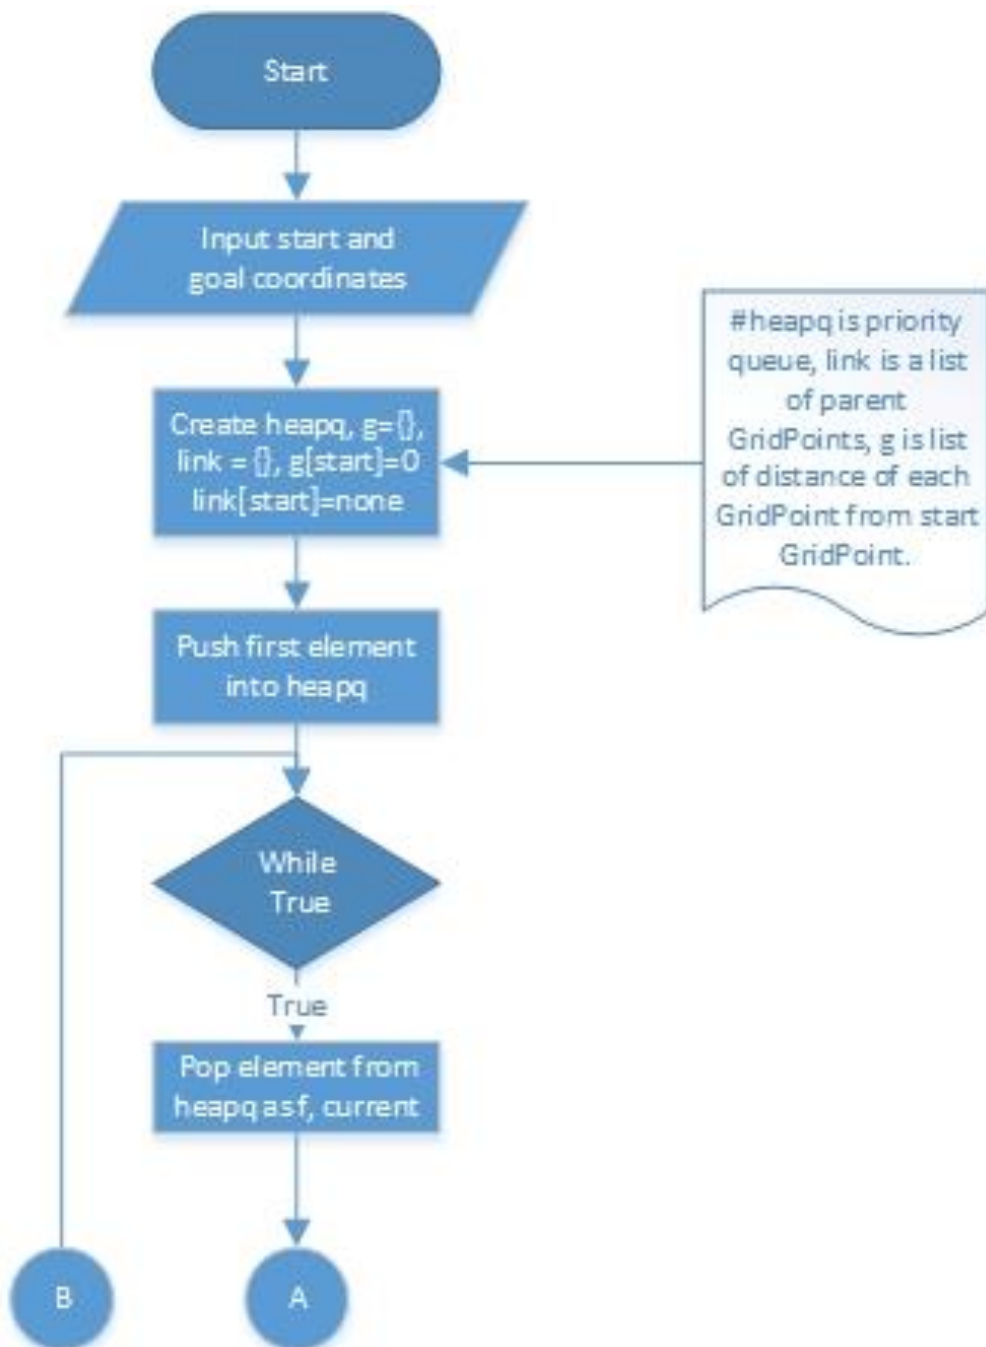 Start
Input start and
goal coordinates
#heapq is priority
queue, link is a list
of parent
GridPoints, g is list
of distance of each
GridPoint from start
GridPoint.
Create heapq, g={},
link = {}, g[start]=0
link[start]=none
Push first element
into heapq
While
True
True
Pop element from
heapq as f, current
B
A